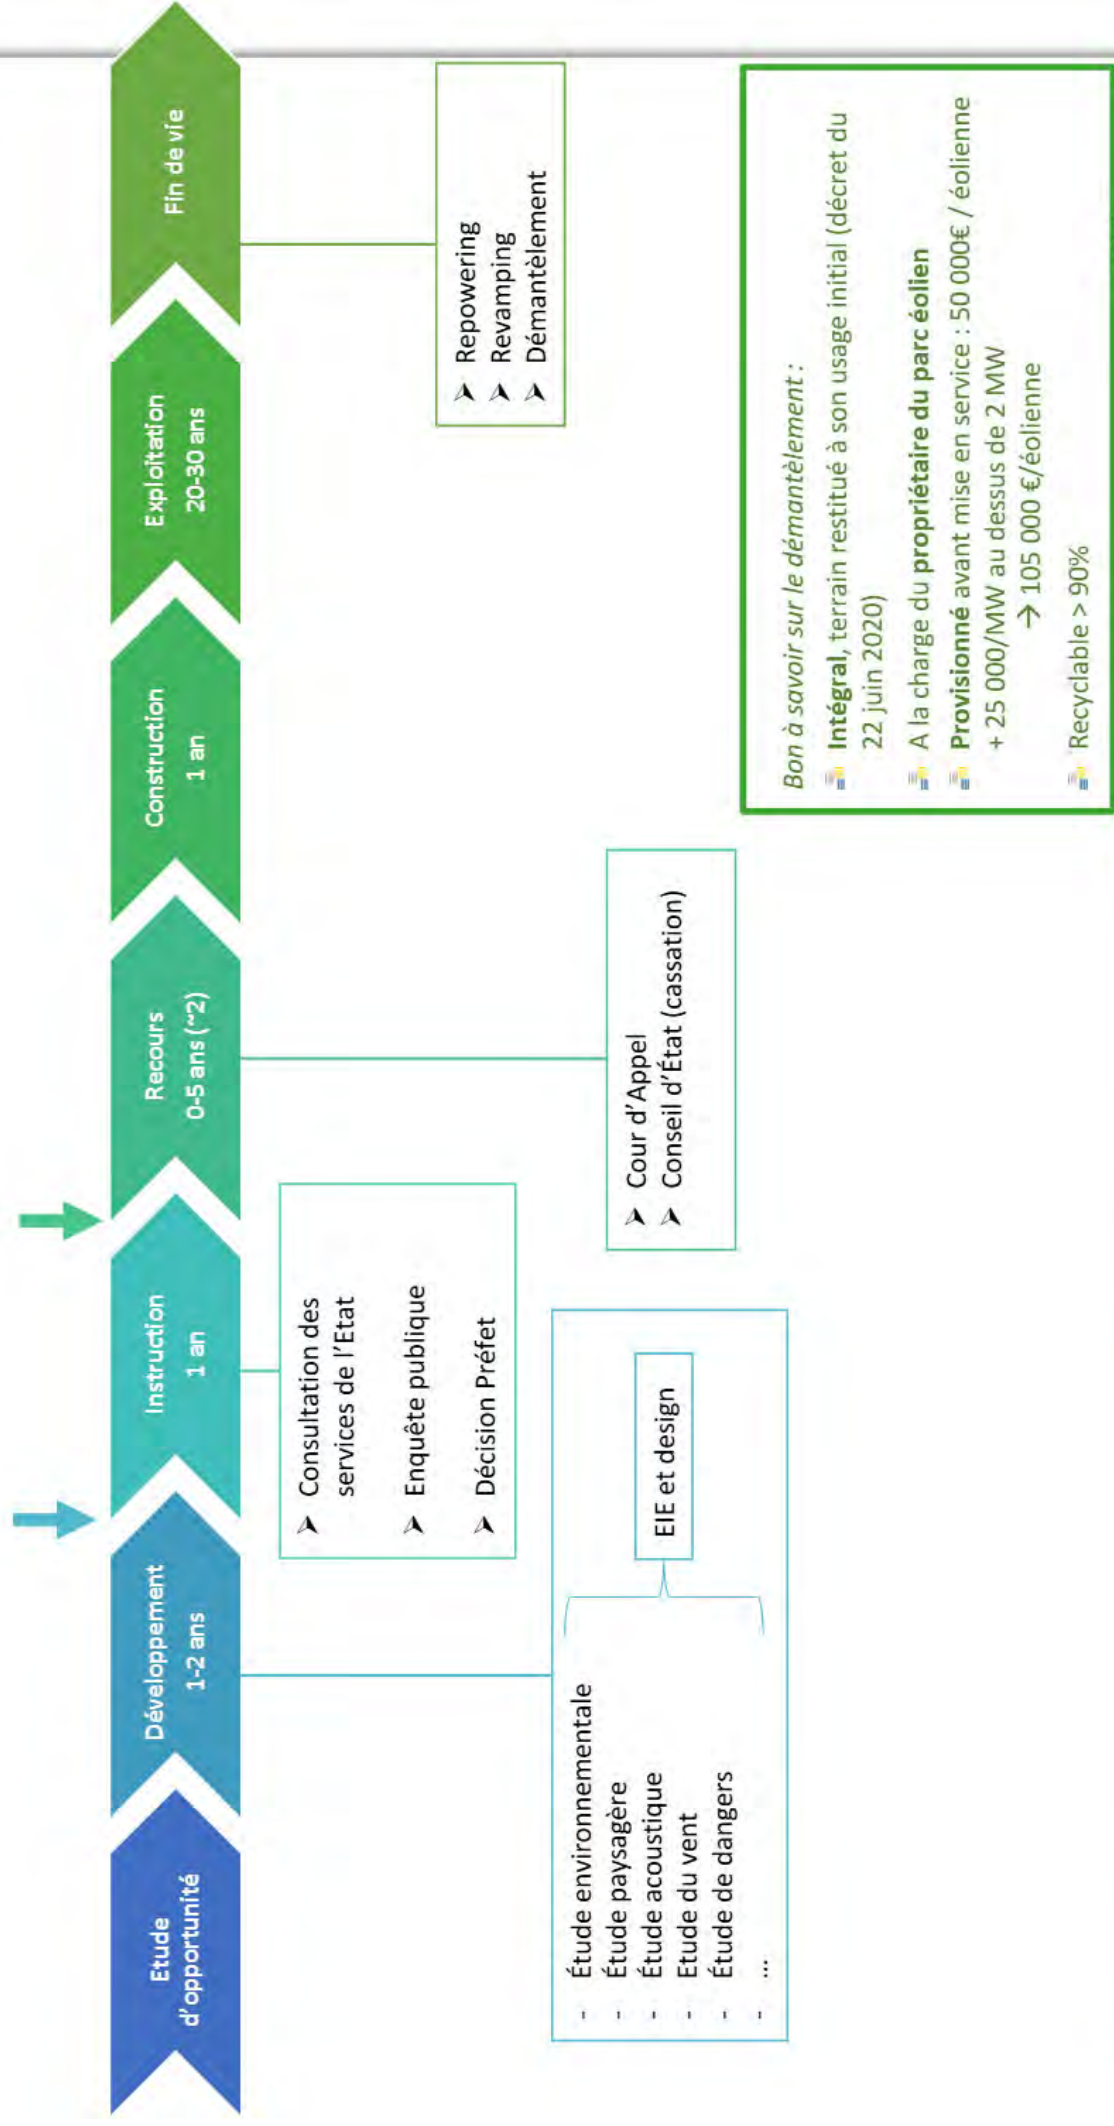 Etude
d'opportunité
Développement
1-2 ans
Instruction
1 an
Recours
0-5 ans (~2)
Construction
1 an
Exploitation
20-30 ans
Fin de vie
- Étude environnementale
- Étude paysagère
- Étude acoustique
- Etude du vent
- Étude de dangers
- ...
EIE et design
➤ Consultation des
services de l'Etat
➤ Enquête publique
➤ Décision Préfet
➤ Cour d'Appel
➤ Conseil d'État (cassation)
➤ Repowering
➤ Revamping
➤ Démantèlement
Bon à savoir sur le démantèlement :
Intégral, terrain restitué à son usage initial (décret du
22 juin 2020)
A la charge du propriétaire du parc éolien
Provisionné avant mise en service : 50 000€ / éolienne
+ 25 000/MW au dessus de 2 MW
→ 105 000 €/éolienne
Recyclable > 90%